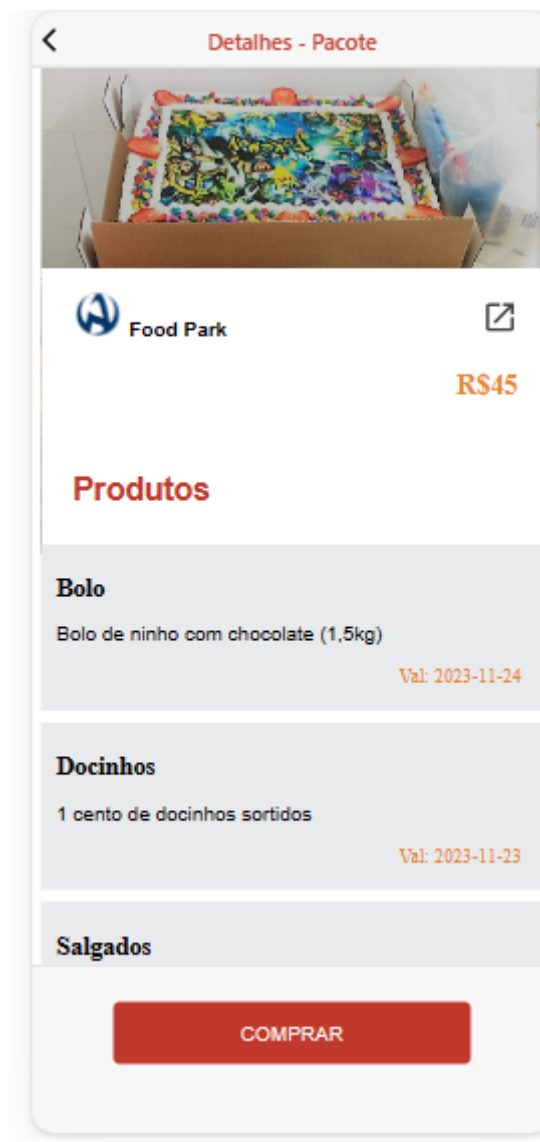 Detalhes - Pacote
Food Park
R$45
Produtos
Bolo
Bolo de ninho com chocolate (1,5kg)
Val: 2023-11-24
Docinhos
1 cento de docinhos sortidos
Val: 2023-11-23
Salgados
COMPRAR